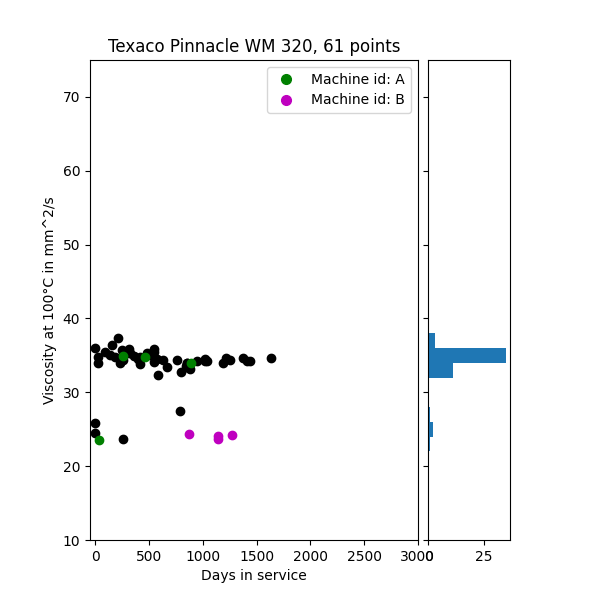 Texaco Pinnacle WM 320, 61 points
Machine id: A
Machine id: B
70
60
50
40
30
20
10
Viscosity at 100°C in mm^2/s
0 500 1000 1500 2000 2500 3000
0 25
Days in service